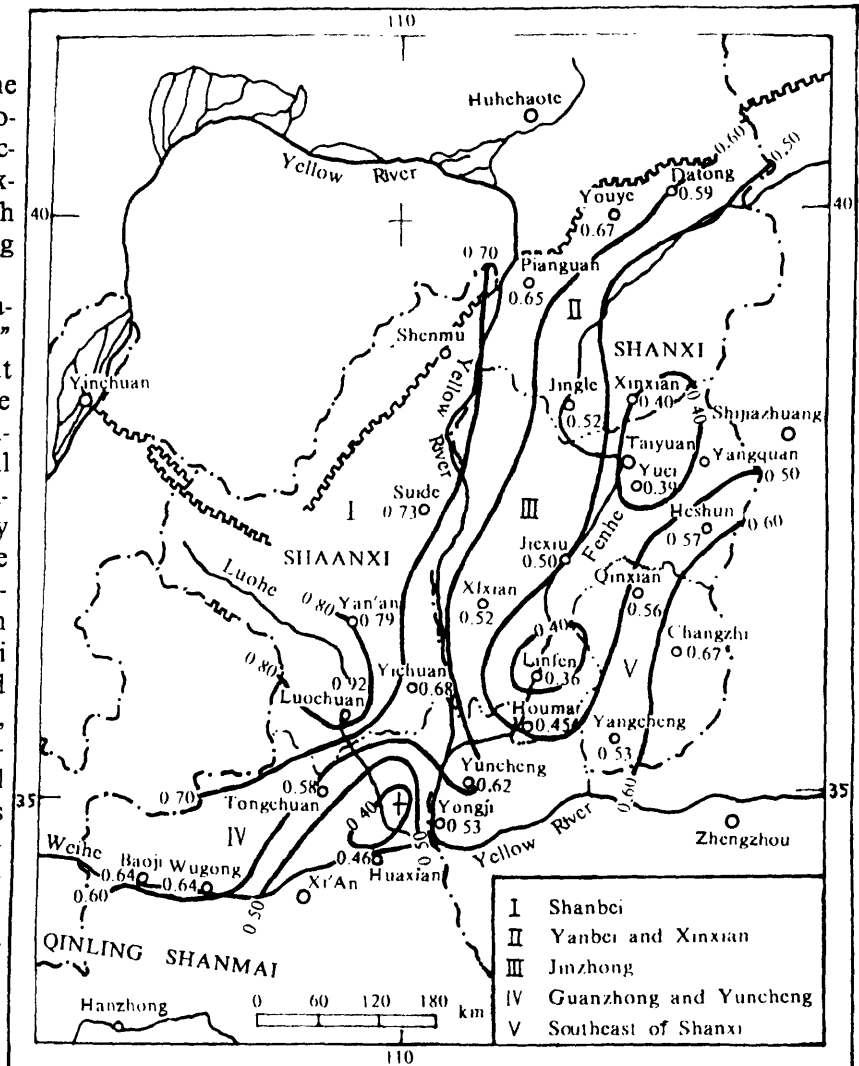 110
Huhehaote
Yellow River
0.60
0.50
Datong
0.59
Youye
0.67
40
40
0 70
Pianguan
0.65
II
Shenmu
SHANXI
Yellow River
Yinchuan
Jingle
0.52
Xinxian
0.40
0.40
Shijiazhuang
Taiyuan
Yuci
0.39
Yangquan
0.50
I
Suide
0.73
III
Heshun
0.57
0.60
Fenhe
Jiexiu
0.50
SHAANXI
Luohe
Qinxian
0.56
Xixian
0.52
0.80
Yan'an
0.79
0.40
Linfen
0.36
Changzhi
0.67
V
0.80
0.92
Luochuan
Yichuan
0.68
Houmar
0.45
Yangcheng
0.53
0.70
0.58
Tongchuan
Yuncheng
0.62
0.60
35
35
IV
0.40
Yongji
0 53
Yellow River
Zhengzhou
Weihe
Baoji
0.64
Wugong
0.64
0.60
0.46
Huaxian
0.50
0.50
Xi'An
QINLING SHANMAI
Hanzhong
0 60 120 180 km
I Shanbei
II Yanbei and Xinxian
III Jinzhong
IV Guanzhong and Yuncheng
V Southeast of Shanxi
110